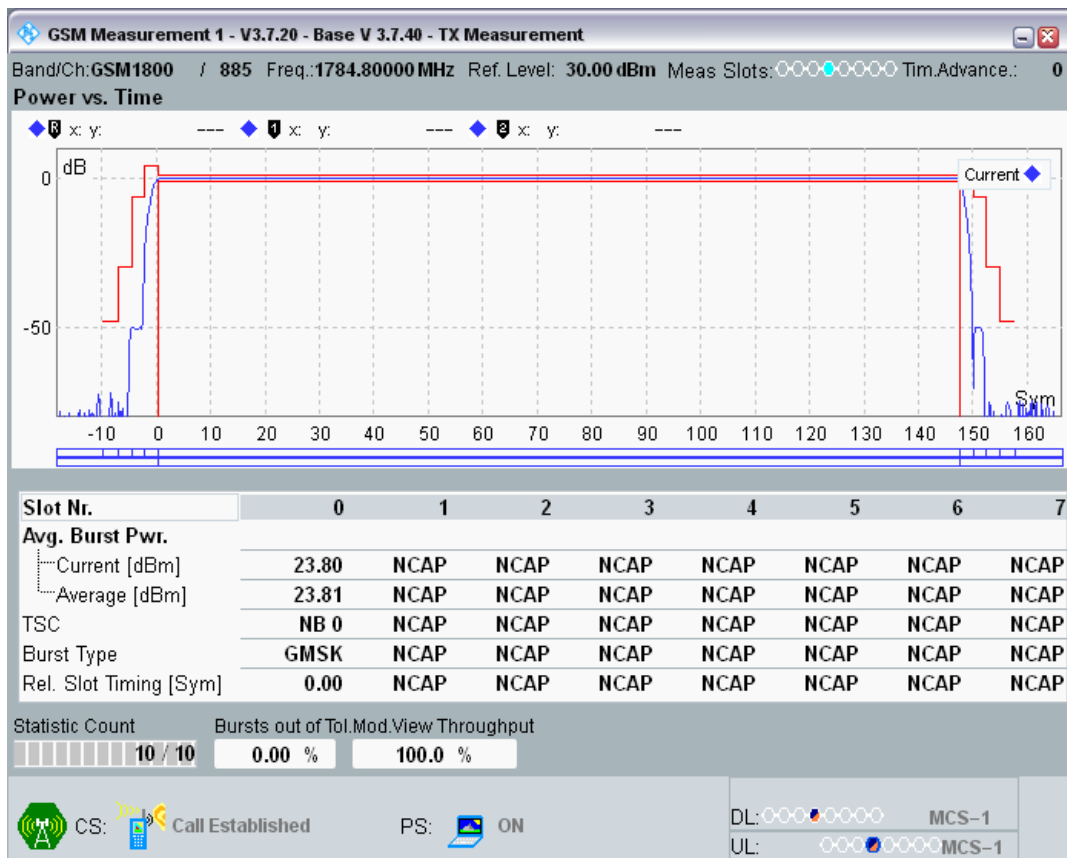 GSM Measurement 1 - V3.7.20 - Base V 3.7.40 - TX Measurement
Band/Ch:GSM1800 / 885 Freq.:1784.80000 MHz Ref. Level: 30.00 dBm Meas Slots: Tim.Advance.: 0
Power vs. Time
R x: y: --- 1 x: y: --- 2 x: y: ---
dB
Current
0
-50
Sym
-10 0 10 20 30 40 50 60 70 80 90 100 110 120 130 140 150 160
Slot Nr. 0 1 2 3 4 5 6 7
Avg. Burst Pwr.
Current [dBm] 23.80 NCAP NCAP NCAP NCAP NCAP NCAP NCAP
Average [dBm] 23.81 NCAP NCAP NCAP NCAP NCAP NCAP NCAP
TSC NB 0 NCAP NCAP NCAP NCAP NCAP NCAP NCAP
Burst Type GMSK NCAP NCAP NCAP NCAP NCAP NCAP NCAP
Rel. Slot Timing [Sym] 0.00 NCAP NCAP NCAP NCAP NCAP NCAP NCAP
Statistic Count Bursts out of Tol. Mod.View Throughput
10 / 10 0.00 % 100.0 %
CS: Call Established PS: ON
DL: MCS-1
UL: MCS-1